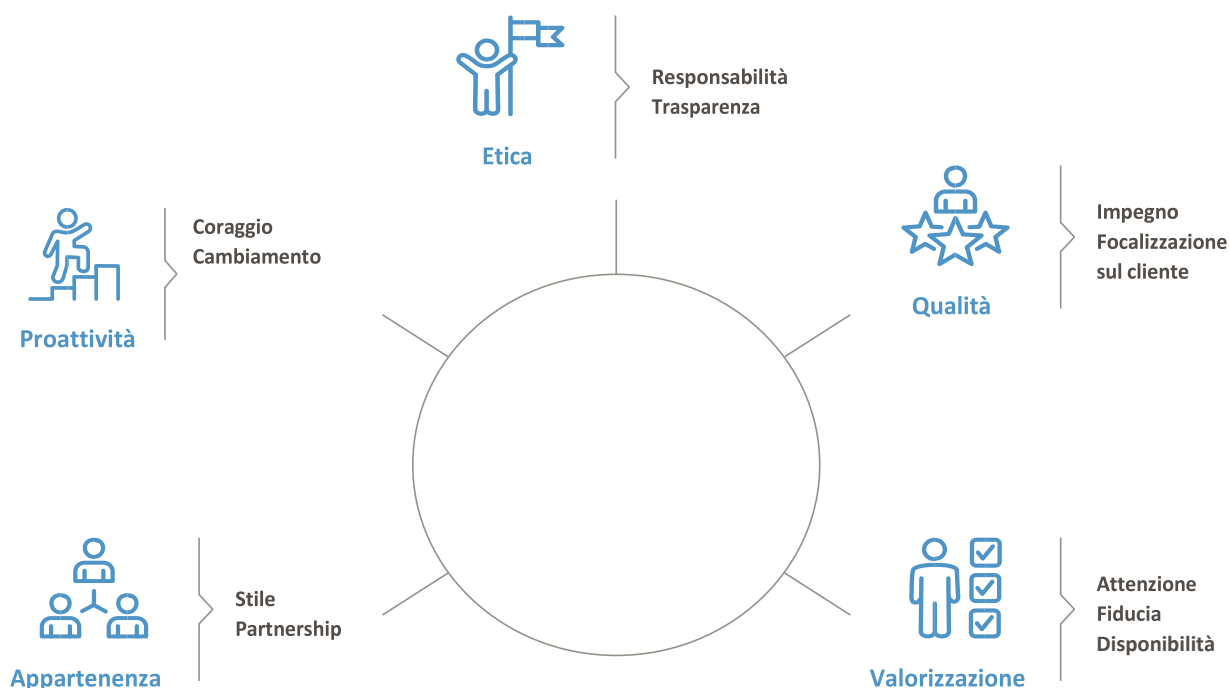 Responsabilità
Trasparenza
Etica
Impegno
Focalizzazione
sul cliente
Qualità
Coraggio
Cambiamento
Proattività
Stile
Partnership
Appartenenza
Attenzione
Fiducia
Disponibilità
Valorizzazione